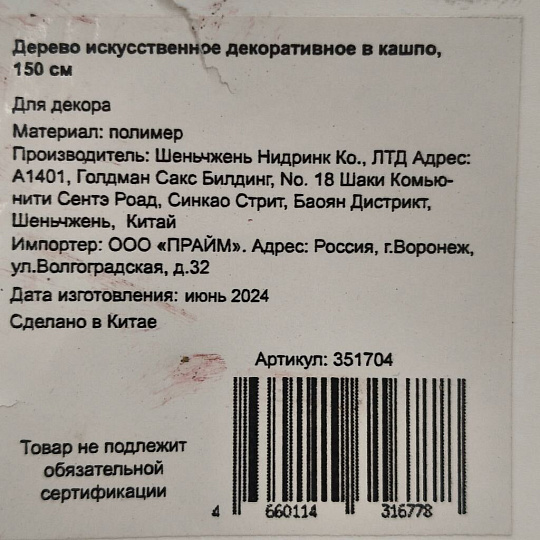 Дерево искусственное декоративное в кашпо,
150 см
Для декора
Материал: полимер
Производитель: Шеньчжень Нидринк Ко., ЛТД Адрес:
А1401, Голдман Сакс Билдинг, No. 18 Шаки Комью-
нити Сентэ Роад, Синкао Стрит, Баоян Дистрикт,
Шеньчжень, Китай
Импортер: ООО «ПРАЙМ». Адрес: Россия, г.Воронеж,
ул.Волгоградская, д.32
Дата изготовления: июнь 2024
Сделано в Китае
Артикул: 351704
Товар не подлежит
обязательной
сертификации
4 660114 316778